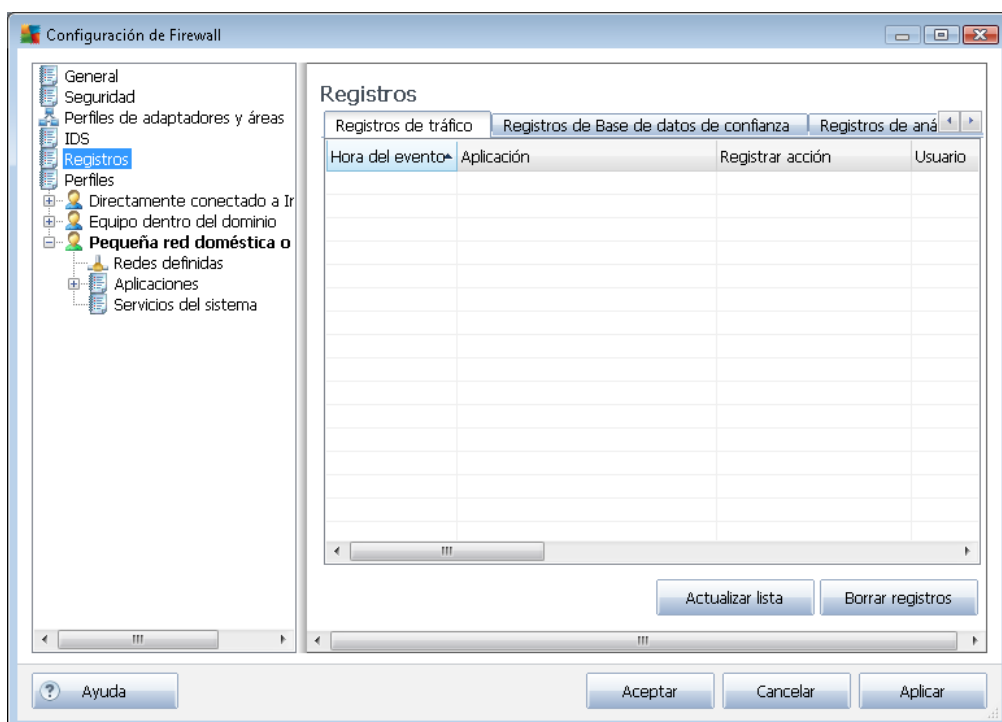 Configuración de Firewall
General
Seguridad
Perfiles de adaptadores y áreas
IDS
Registros
Perfiles
Directamente conectado a Ir
Equipo dentro del dominio
Pequeña red doméstica o
Redes definidas
Aplicaciones
Servicios del sistema
Registros
Registros de tráfico Registros de Base de datos de confianza Registros de aná
Hora del evento Aplicación Registrar acción Usuario
Actualizar lista Borrar registros
? Ayuda Aceptar Cancelar Aplicar